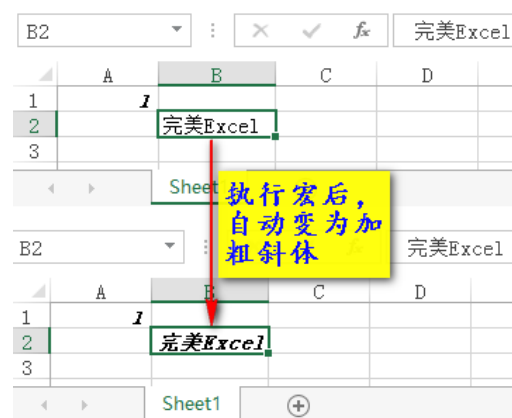 B2 fx 完美Excel
A B C D
1 1
2 完美Excel
3
Sheet
执行宏后，
自动变为加
粗斜体
B2 fx 完美Excel
A B C D
1 1
2 完美Excel
3
Sheet1